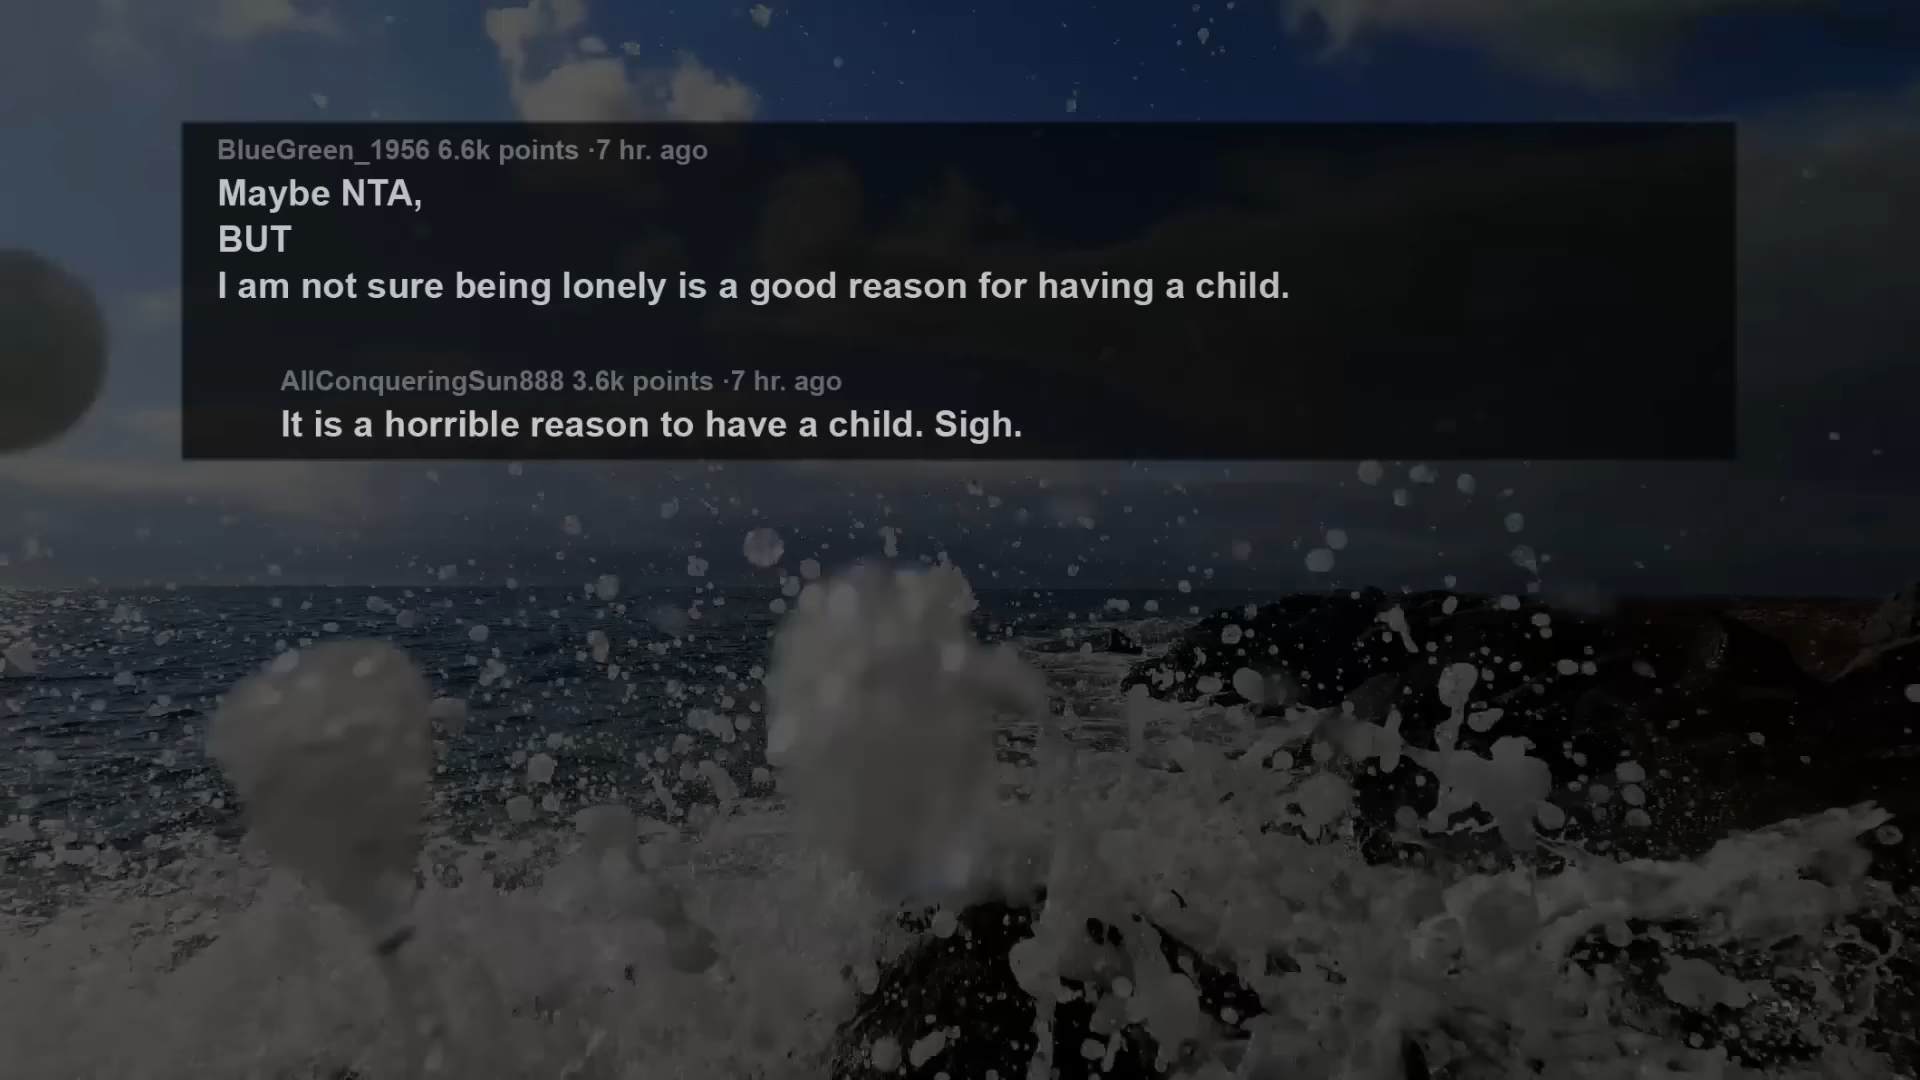 BlueGreen_1956 6.6k points ·7 hr. ago
Maybe NTA,
BUT
I am not sure being lonely is a good reason for having a child.
AllConqueringSun888 3.6k points ·7 hr. ago
It is a horrible reason to have a child. Sigh.